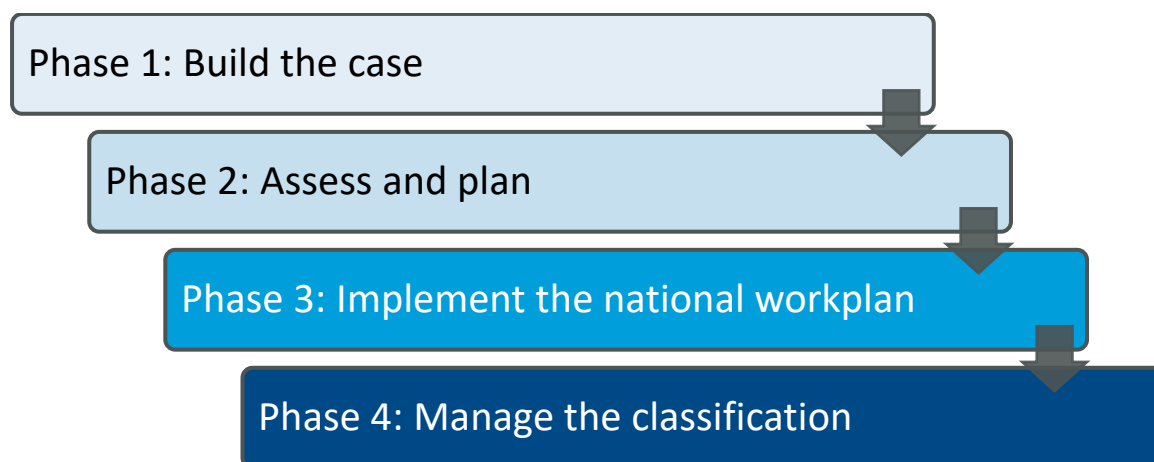 Phase 1: Build the case
Phase 2: Assess and plan
Phase 3: Implement the national workplan
Phase 4: Manage the classification